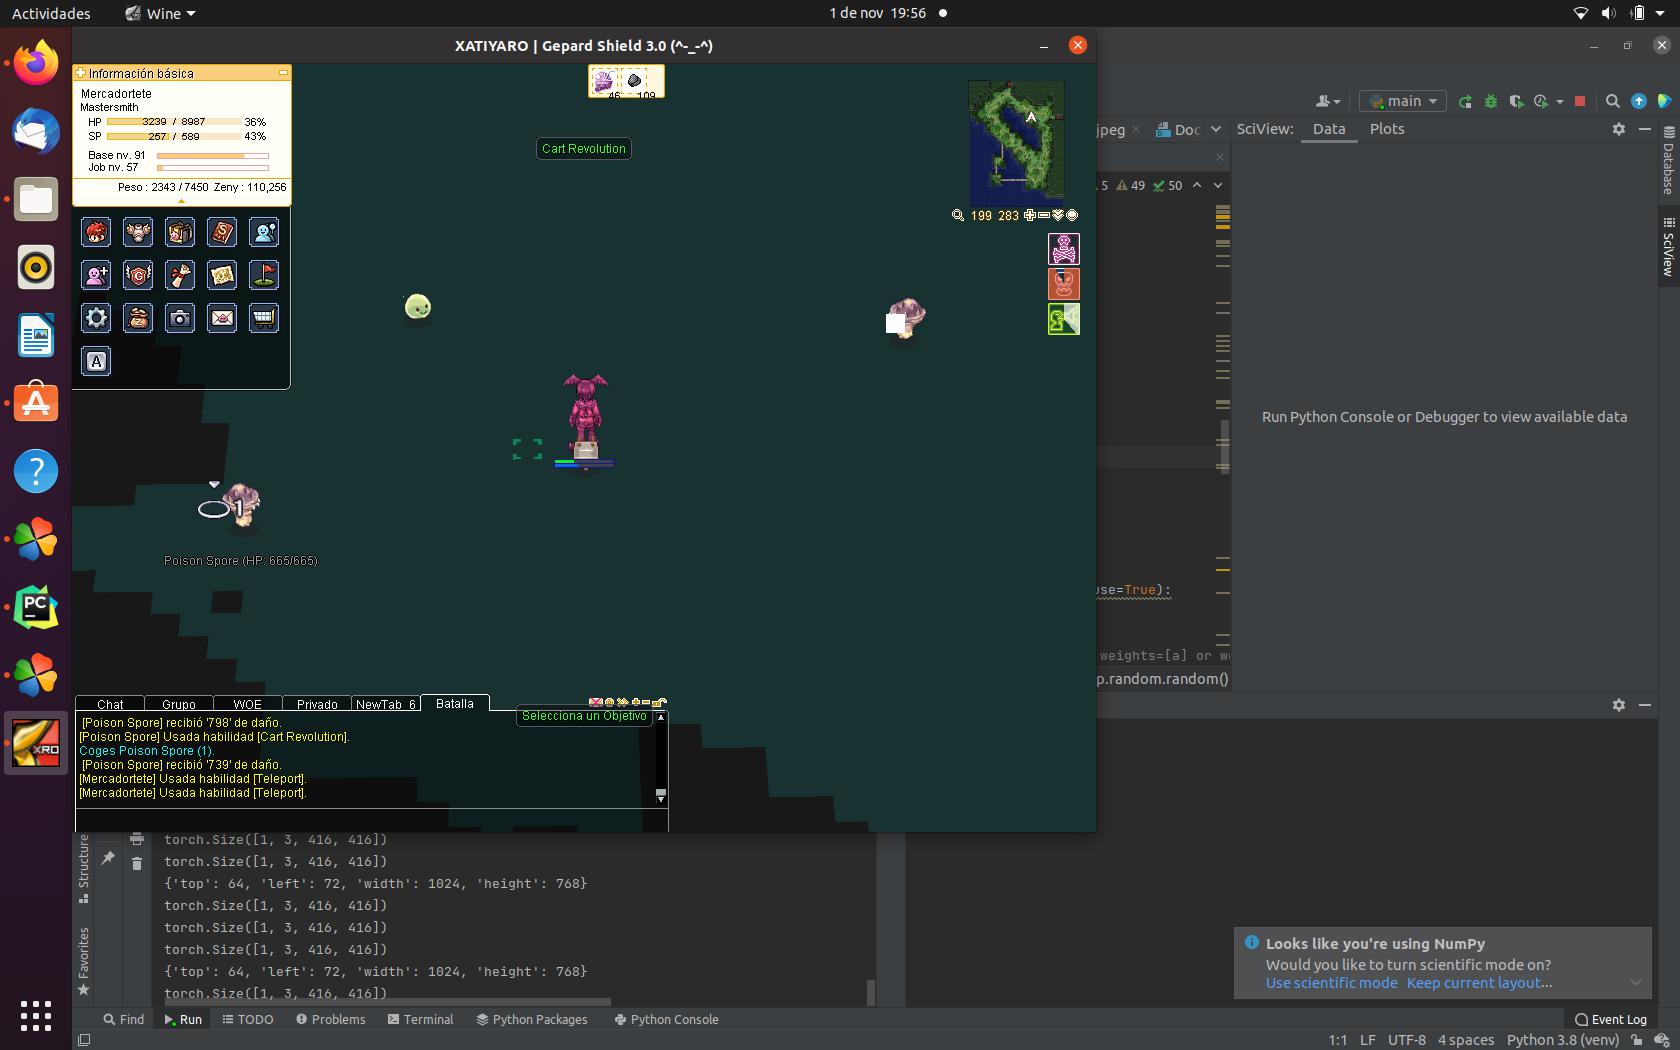 Actividades
Wine
1 de nov 19:56
XATIYARO | Gepard Shield 3.0 (^-_-^)
Información básica
Mercadortete
Mastersmith
HP 3239 / 8987 36%
SP 257 / 589 43%
Base nv. 91
Job nv. 57
Peso : 2343 / 7450 Zeny : 110,256
46 109
Cart Revolution
199 283
A
1
Poison Spore (HP: 665/665)
Chat Grupo WOE Privado NewTab_6 Batalla
Selecciona un Objetivo
[Poison Spore] recibió '798' de daño.
[Poison Spore] Usada habilidad [Cart Revolution].
Coges Poison Spore (1).
[Poison Spore] recibió '739' de daño.
[Mercadortete] Usada habilidad [Teleport].
[Mercadortete] Usada habilidad [Teleport].
PC
XRO
main
jpeg
Doc
SciView: Data Plots
5 49 50
Database
SciView
Run Python Console or Debugger to view available data
use=True):
weights=[a] or w
p.random.random()
torch.Size([1, 3, 416, 416])
torch.Size([1, 3, 416, 416])
{'top': 64, 'left': 72, 'width': 1024, 'height': 768}
torch.Size([1, 3, 416, 416])
torch.Size([1, 3, 416, 416])
torch.Size([1, 3, 416, 416])
{'top': 64, 'left': 72, 'width': 1024, 'height': 768}
torch.Size([1, 3, 416, 416])
Structure
Favorites
Looks like you're using NumPy
Would you like to turn scientific mode on?
Use scientific mode Keep current layout...
Find Run TODO Problems Terminal Python Packages Python Console
Event Log
1:1 LF UTF-8 4 spaces Python 3.8 (venv)